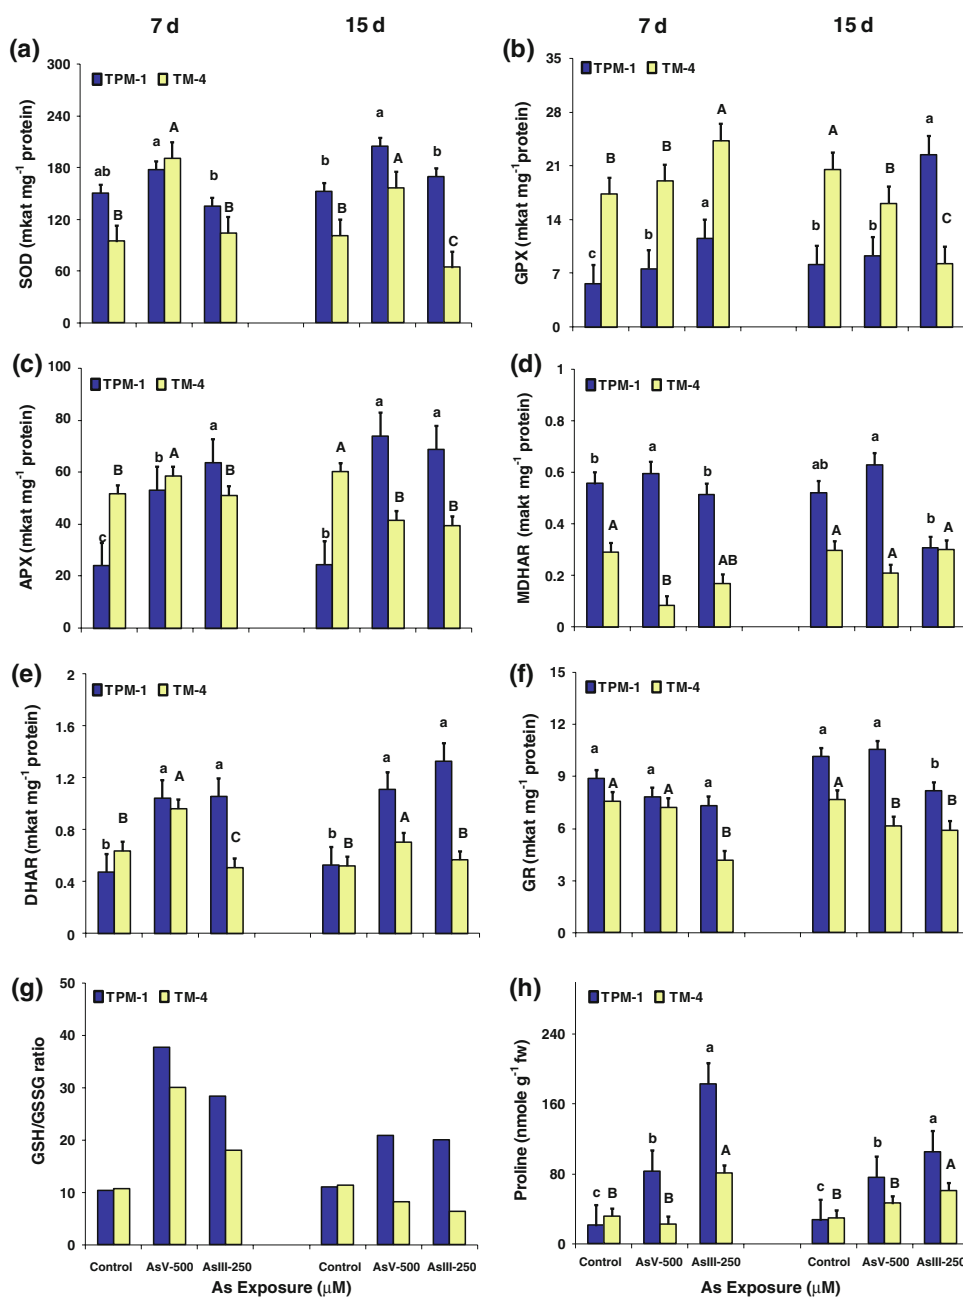 7 d 15 d 7 d 15 d
(a)
300
240
180
120
60
0
SOD (mkat mg-1 protein)
TPM-1 TM-4
ab B a A b B b B a A b C
(b)
35
28
21
14
7
0
GPX (mkat mg-1 protein)
TPM-1 TM-4
c B b B a A b A b B a C
(c)
100
80
60
40
20
0
APX (mkat mg-1 protein)
TPM-1 TM-4
c B b A a B b A a B a B
(d)
1
0.8
0.6
0.4
0.2
0
MDHAR (makt mg-1 protein)
TPM-1 TM-4
b A a B b AB ab A a A b A
(e)
2
1.6
1.2
0.8
0.4
0
DHAR (mkat mg-1 protein)
TPM-1 TM-4
b B a A a C b B a A a B
(f)
15
12
9
6
3
0
GR (mkat mg-1 protein)
TPM-1 TM-4
a A a A a B a A a B b B
(g)
50
40
30
20
10
0
GSH/GSSG ratio
TPM-1 TM-4
Control AsV-500 AsIII-250 Control AsV-500 AsIII-250
As Exposure (μM)
(h)
240
160
80
0
Proline (nmole g-1 fw)
TPM-1 TM-4
c B b B a A c B b B a A
Control AsV-500 AsIII-250 Control AsV-500 AsIII-250
As Exposure (μM)